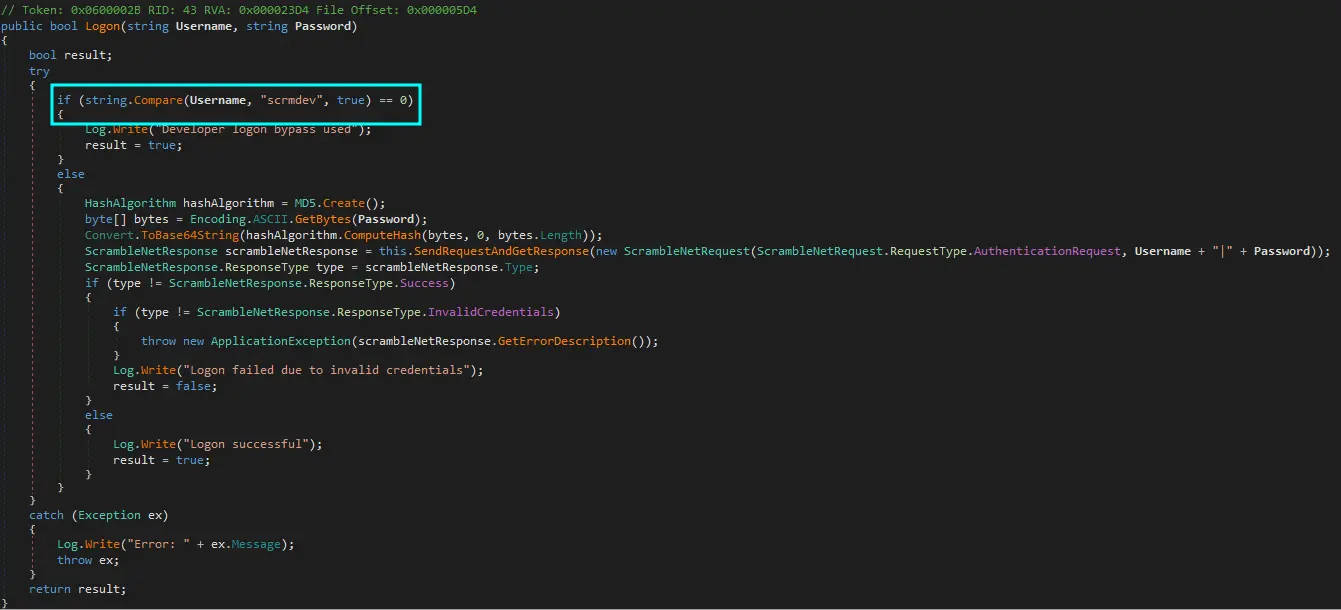 // Token: 0x0600002B RID: 43 RVA: 0x000023D4 File Offset: 0x000005D4
public bool Logon(string Username, string Password)
{
    bool result;
    try
    {
        if (string.Compare(Username, "scrmdev", true) == 0)
        {
            Log.Write("Developer logon bypass used");
            result = true;
        }
        else
        {
            HashAlgorithm hashAlgorithm = MD5.Create();
            byte[] bytes = Encoding.ASCII.GetBytes(Password);
            Convert.ToBase64String(hashAlgorithm.ComputeHash(bytes, 0, bytes.Length));
            ScrambleNetResponse scrambleNetResponse = this.SendRequestAndGetResponse(new ScrambleNetRequest(ScrambleNetRequest.RequestType.AuthenticationRequest, Username + "|" + Password));
            ScrambleNetResponse.ResponseType type = scrambleNetResponse.Type;
            if (type != ScrambleNetResponse.ResponseType.Success)
            {
                if (type != ScrambleNetResponse.ResponseType.InvalidCredentials)
                {
                    throw new ApplicationException(scrambleNetResponse.GetErrorDescription());
                }
                Log.Write("Logon failed due to invalid credentials");
                result = false;
            }
            else
            {
                Log.Write("Logon successful");
                result = true;
            }
        }
    }
    catch (Exception ex)
    {
        Log.Write("Error: " + ex.Message);
        throw ex;
    }
    return result;
}